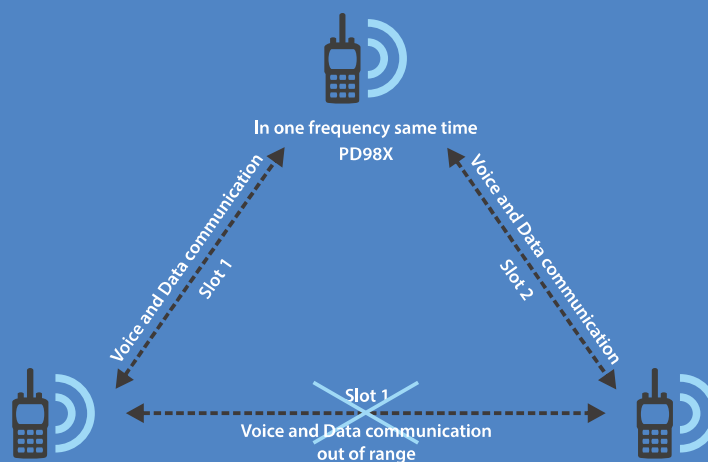 In one frequency same time
PD98X
Voice and Data communication
Slot 1
Voice and Data communication
Slot 2
Slot 1
Voice and Data communication
out of range